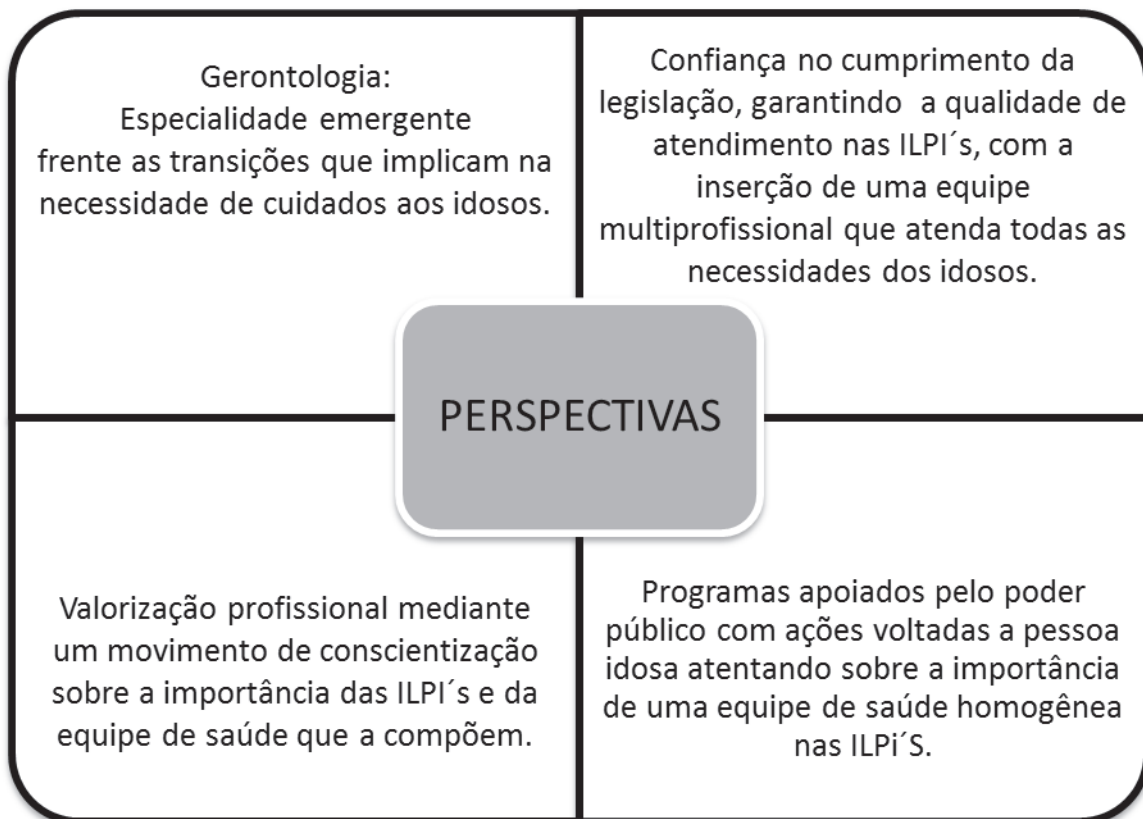 Gerontologia:
Especialidade emergente
frente as transições que implicam na
necessidade de cuidados aos idosos.
Confiança no cumprimento da
legislação, garantindo a qualidade de
atendimento nas ILPI´s, com a
inserção de uma equipe
multiprofissional que atenda todas as
necessidades dos idosos.
PERSPECTIVAS
Valorização profissional mediante
um movimento de conscientização
sobre a importância das ILPI´s e da
equipe de saúde que a compõem.
Programas apoiados pelo poder
público com ações voltadas a pessoa
idosa atentando sobre a importância
de uma equipe de saúde homogênea
nas ILPi´S.